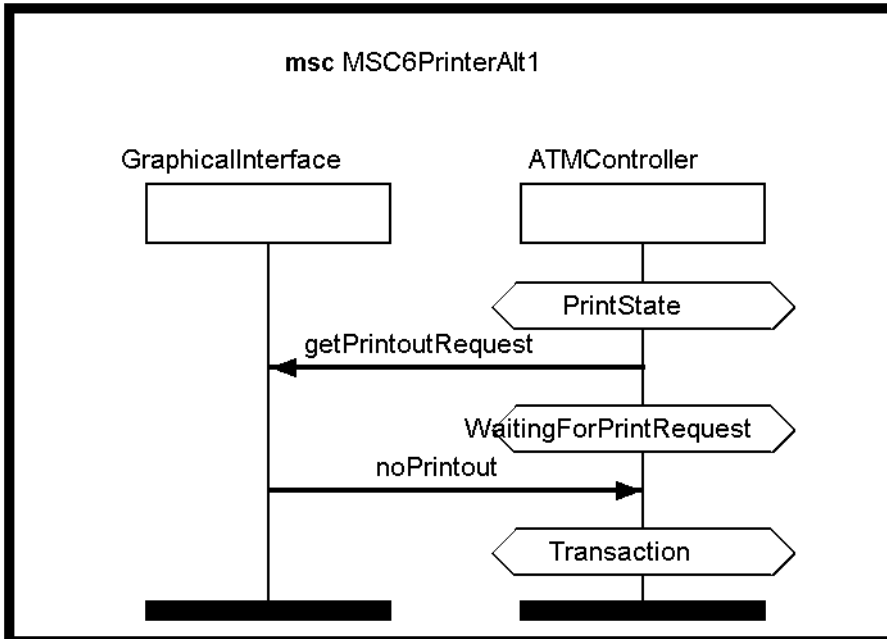 msc MSC6PrinterAlt1
GraphicalInterface
ATMController
PrintState
getPrintoutRequest
WaitingForPrintRequest
noPrintout
Transaction